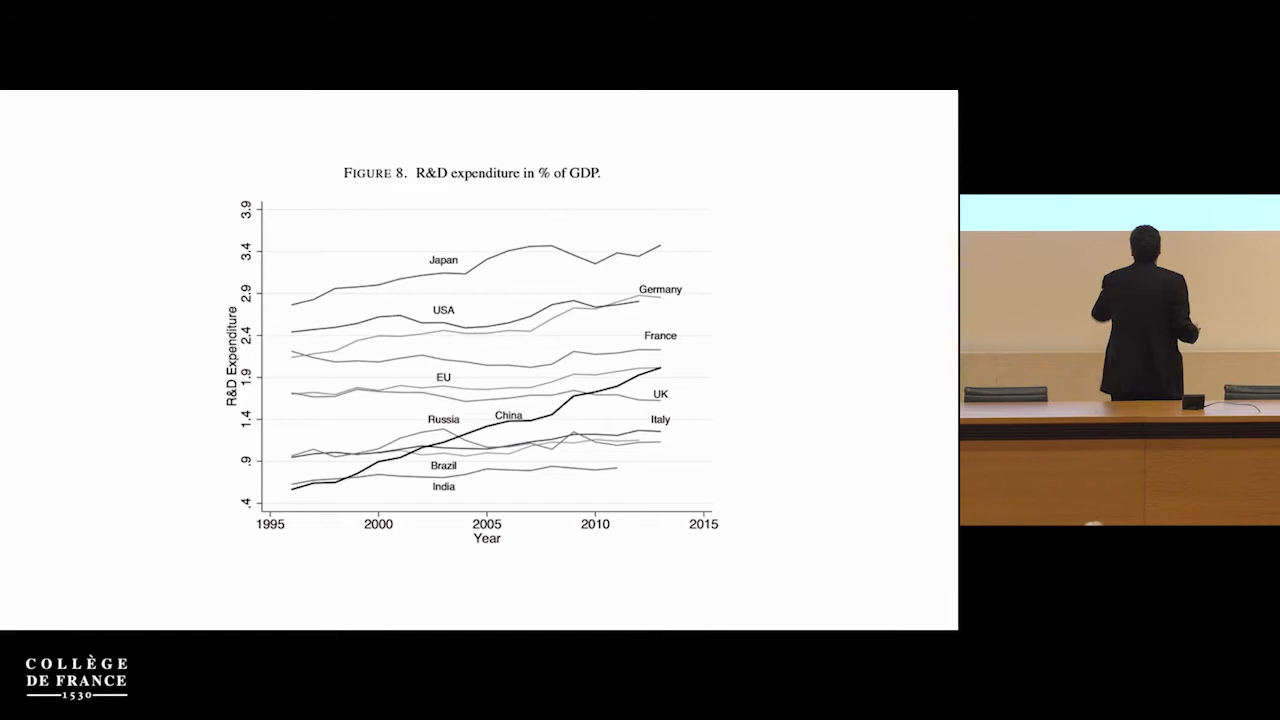 FIGURE 8. R&D expenditure in % of GDP.
R&D Expenditure
3.9
3.4
2.9
2.4
1.9
1.4
.9
.4
Japan
Germany
USA
France
EU
UK
Russia
China
Italy
Brazil
India
1995
2000
2005
2010
2015
Year
COLLÈGE
DE FRANCE
1530